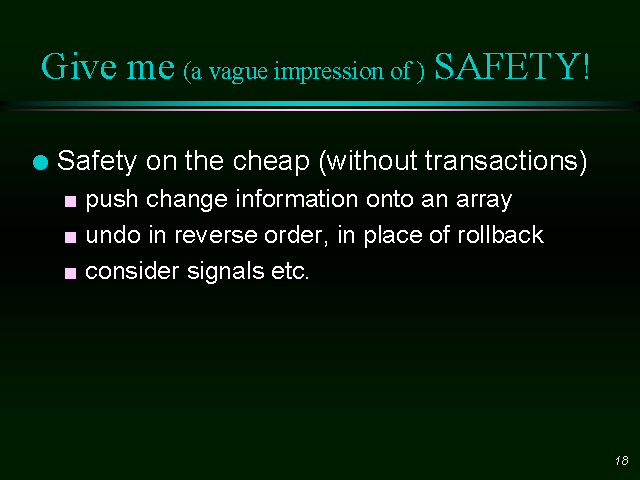 Give me (a vague impression of ) SAFETY!
Safety on the cheap (without transactions)
push change information onto an array
undo in reverse order, in place of rollback
consider signals etc.
18